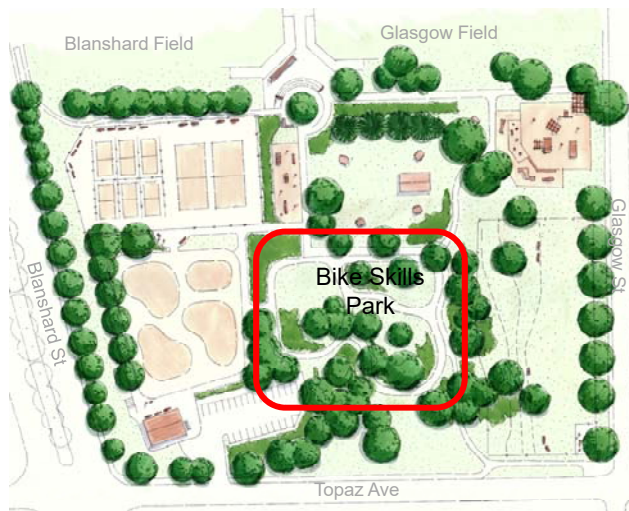 Glasgow Field
Blanshard Field
Glasgow St
Bike Skills
Park
Blanshard St
Topaz Ave